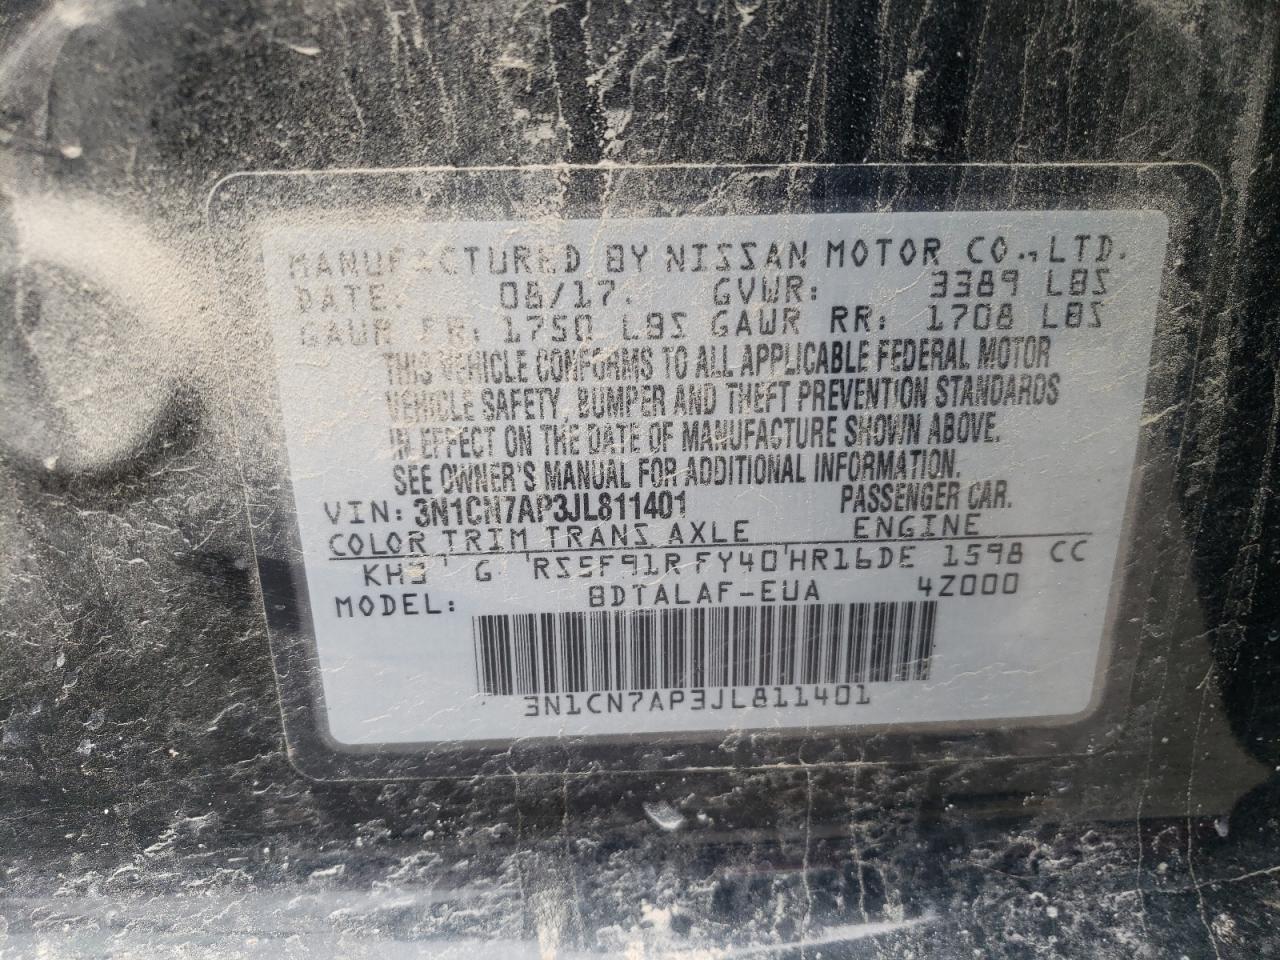 MANUFACTURED BY NISSAN MOTOR CO., LTD.
DATE 08/17. GVWR: 3389 LBS
GAWR FR: 1750 LBS GAWR RR: 1708 LBS
THIS VEHICLE CONFORMS TO ALL APPLICABLE FEDERAL MOTOR
VEHICLE SAFETY, BUMPER AND THEFT PREVENTION STANDARDS
IN EFFECT ON THE DATE OF MANUFACTURE SHOWN ABOVE.
SEE OWNER'S MANUAL FOR ADDITIONAL INFORMATION.
VIN: 3N1CN7AP3JL811401 PASSENGER CAR.
COLOR TRIM TRANS AXLE ENGINE
KH3 G RS5F91R FY40 HR16DE 1598 CC
MODEL: BDTALAF-EUA 4Z000
3N1CN7AP3JL811401